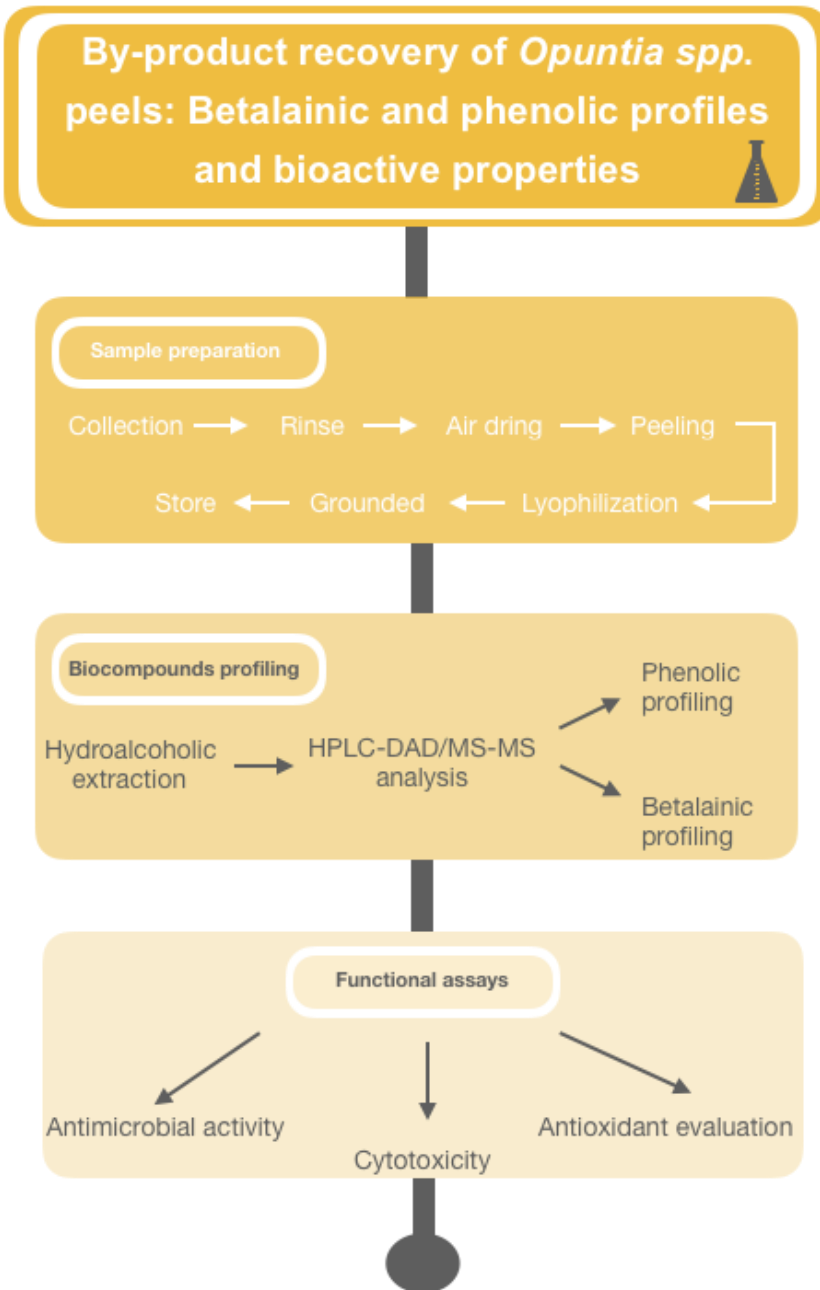 By-product recovery of Opuntia spp.
peels: Betalainic and phenolic profiles
and bioactive properties
Sample preparation
Collection Rinse Air dring Peeling
Store Grounded Lyophilization
Biocompounds profiling
Phenolic
profiling
Hydroalcoholic
extraction
HPLC-DAD/MS-MS
analysis
Betalainic
profiling
Functional assays
Antimicrobial activity
Cytotoxicity
Antioxidant evaluation